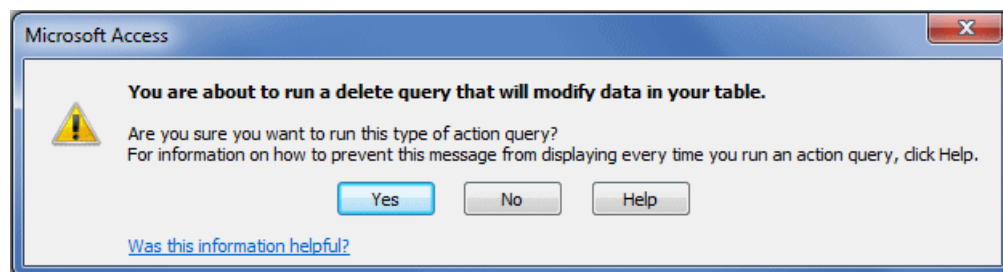 Microsoft Access
You are about to run a delete query that will modify data in your table.
Are you sure you want to run this type of action query?
For information on how to prevent this message from displaying every time you run an action query, click Help.
Yes No Help
Was this information helpful?